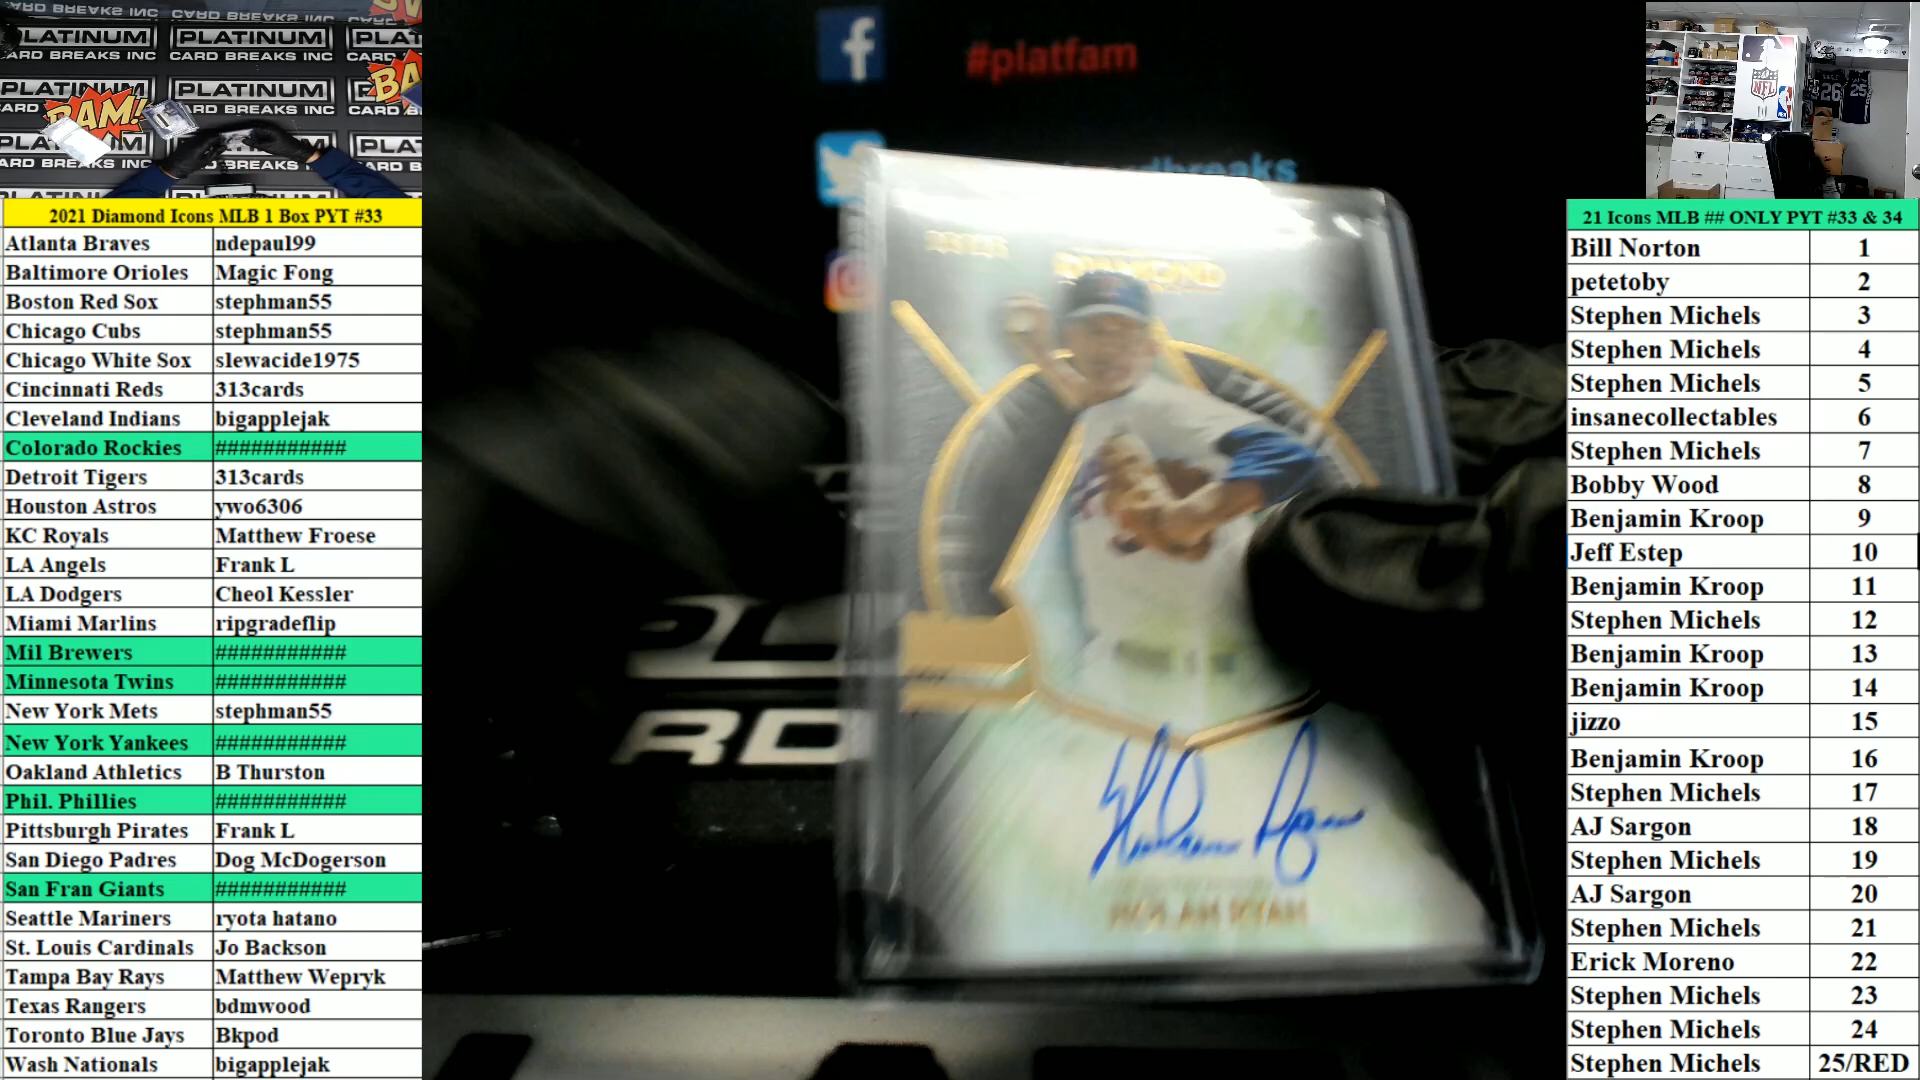 PLATINUM
CARD BREAKS INC
BAM!
#platfam
2021 Diamond Icons MLB 1 Box PYT #33
Atlanta Braves ndepaul99
Baltimore Orioles Magic Fong
Boston Red Sox stephman55
Chicago Cubs stephman55
Chicago White Sox slewacide1975
Cincinnati Reds 313cards
Cleveland Indians bigapplejak
Colorado Rockies ###########
Detroit Tigers 313cards
Houston Astros ywo6306
KC Royals Matthew Froese
LA Angels Frank L
LA Dodgers Cheol Kessler
Miami Marlins ripgradeflip
Mil Brewers ###########
Minnesota Twins ###########
New York Mets stephman55
New York Yankees ###########
Oakland Athletics B Thurston
Phil. Phillies ###########
Pittsburgh Pirates Frank L
San Diego Padres Dog McDogerson
San Fran Giants ###########
Seattle Mariners ryota hatano
St. Louis Cardinals Jo Backson
Tampa Bay Rays Matthew Wepryk
Texas Rangers bdmwood
Toronto Blue Jays Bkpod
Wash Nationals bigapplejak
DIAMOND
Nolan Ryan
NOLAN RYAN
NFL
26
25
21 Icons MLB ## ONLY PYT #33 & 34
Bill Norton 1
petetoby 2
Stephen Michels 3
Stephen Michels 4
Stephen Michels 5
insanecollectables 6
Stephen Michels 7
Bobby Wood 8
Benjamin Kroop 9
Jeff Estep 10
Benjamin Kroop 11
Stephen Michels 12
Benjamin Kroop 13
Benjamin Kroop 14
jizzo 15
Benjamin Kroop 16
Stephen Michels 17
AJ Sargon 18
Stephen Michels 19
AJ Sargon 20
Stephen Michels 21
Erick Moreno 22
Stephen Michels 23
Stephen Michels 24
Stephen Michels 25/RED